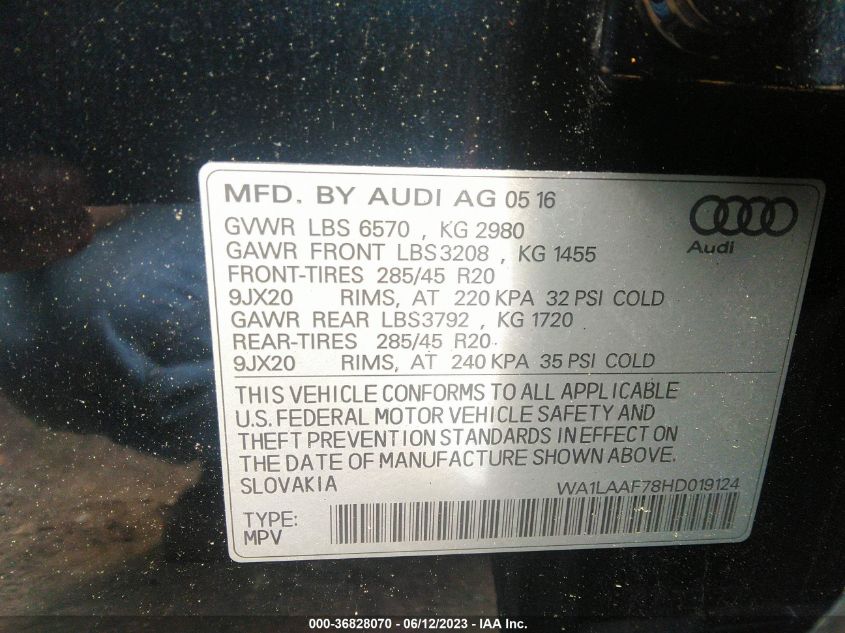 MFD. BY AUDI AG 05 16
GVWR LBS 6570 , KG 2980
GAWR FRONT LBS3208 , KG 1455
FRONT-TIRES 285/45 R20
9JX20 RIMS, AT 220 KPA 32 PSI COLD
GAWR REAR LBS3792 , KG 1720
REAR-TIRES 285/45 R20
9JX20 RIMS, AT 240 KPA 35 PSI COLD
Audi
THIS VEHICLE CONFORMS TO ALL APPLICABLE
U.S. FEDERAL MOTOR VEHICLE SAFETY AND
THEFT PREVENTION STANDARDS IN EFFECT ON
THE DATE OF MANUFACTURE SHOWN ABOVE.
SLOVAKIA WA1LAAF78HD019124
TYPE:
MPV
000-36828070 - 06/12/2023 - IAA Inc.